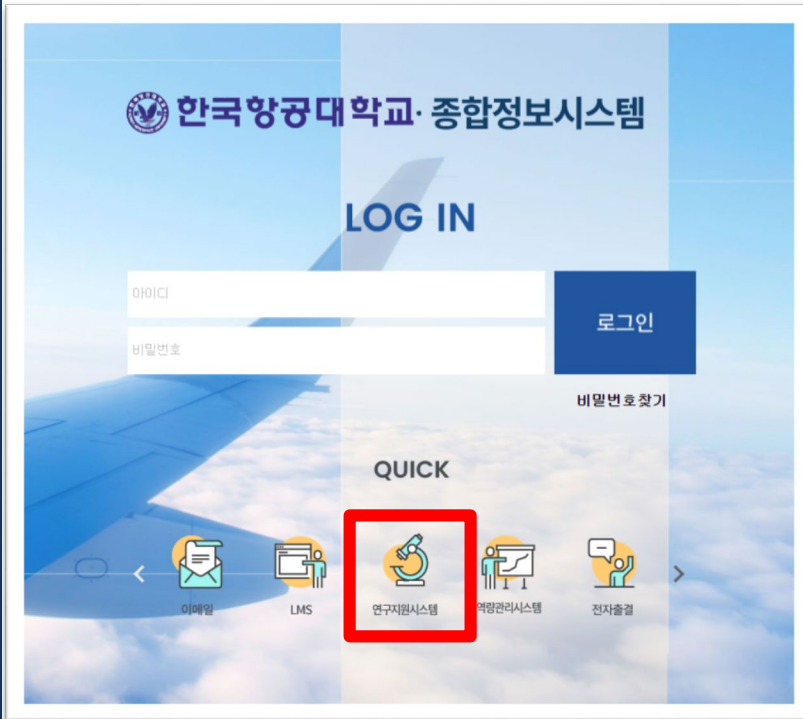 한국항공대학교· 종합정보시스템
LOG IN
아이디
로그인
비밀번호
비밀번호찾기
QUICK
이메일
LMS
연구지원시스템
역량관리시스템
전자출결